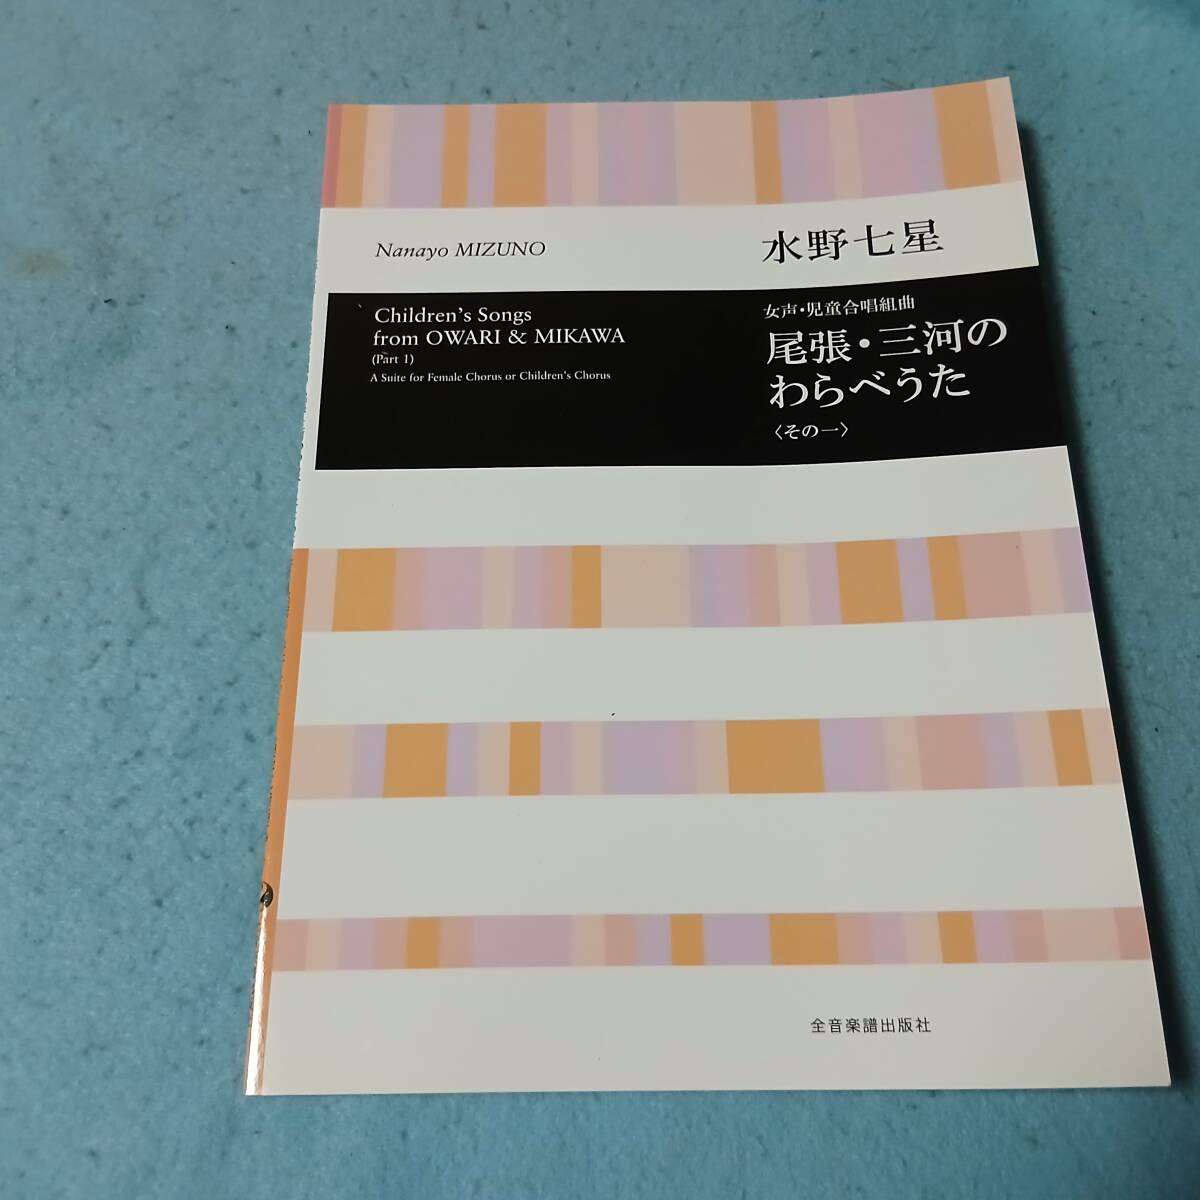 Nanayo MIZUNO
水野七星
Children's Songs
from OWARI & MIKAWA
(Part 1)
A Suite for Female Chorus or Children's Chorus
女声・児童合唱組曲
尾張・三河の
わらべうた
〈その一〉
全音楽譜出版社